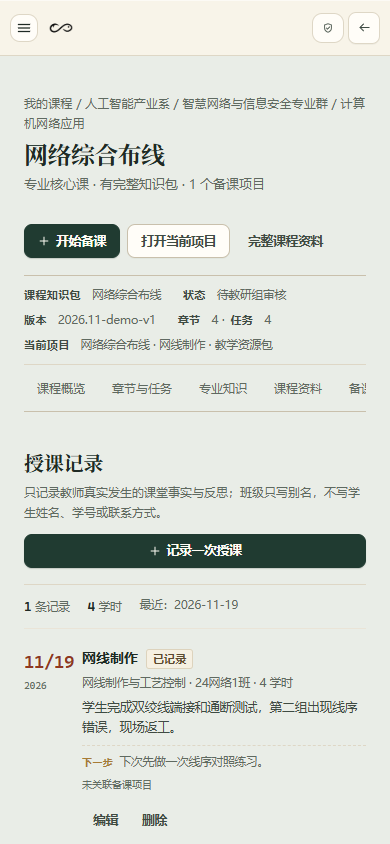 我的课程 / 人工智能产业系 / 智慧网络与信息安全专业群 / 计算
机网络应用
网络综合布线
专业核心课 · 有完整知识包 · 1 个备课项目
＋ 开始备课 打开当前项目 完整课程资料
课程知识包 网络综合布线 状态 待教研组审核
版本 2026.11-demo-v1 章节 4 · 任务 4
当前项目 网络综合布线 · 网线制作 · 教学资源包
课程概览 章节与任务 专业知识 课程资料 备课
授课记录
只记录教师真实发生的课堂事实与反思；班级只写别名，不写学
生姓名、学号或联系方式。
＋ 记录一次授课
1 条记录 4 学时 最近：2026-11-19
11/19 网线制作 已记录
2026 网线制作与工艺控制 · 24网络1班 · 4 学时
学生完成双绞线端接和通断测试，第二组出现线序
错误，现场返工。
下一步 下次先做一次线序对照练习。
未关联备课项目
编辑 删除